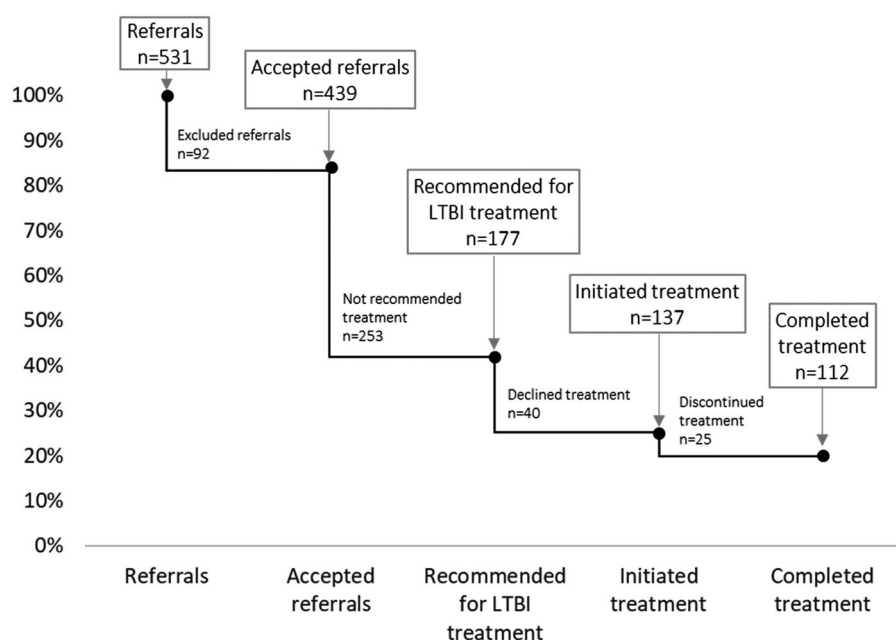 Referrals
n=531
Accepted referrals
n=439
100%
90%
80%
70%
60%
50%
40%
30%
20%
10%
0%
Excluded referrals
n=92
Recommended for
LTBI treatment
n=177
Not recommended
treatment
n=253
Initiated treatment
n=137
Completed
treatment
n=112
Declined treatment
n=40
Discontinued
treatment
n=25
Referrals
Accepted
referrals
Recommended
for LTBI
treatment
Initiated
treatment
Completed
treatment